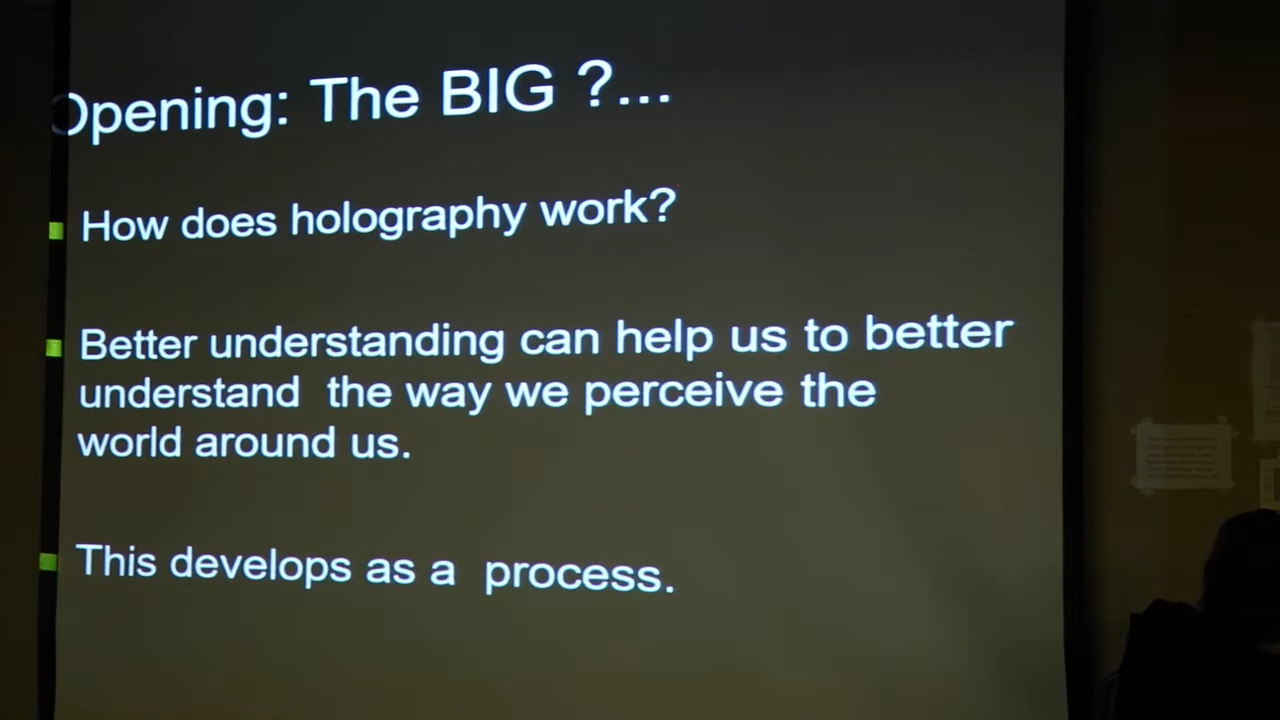 Opening: The BIG ?...
How does holography work?
Better understanding can help us to better
understand the way we perceive the
world around us.
This develops as a process.